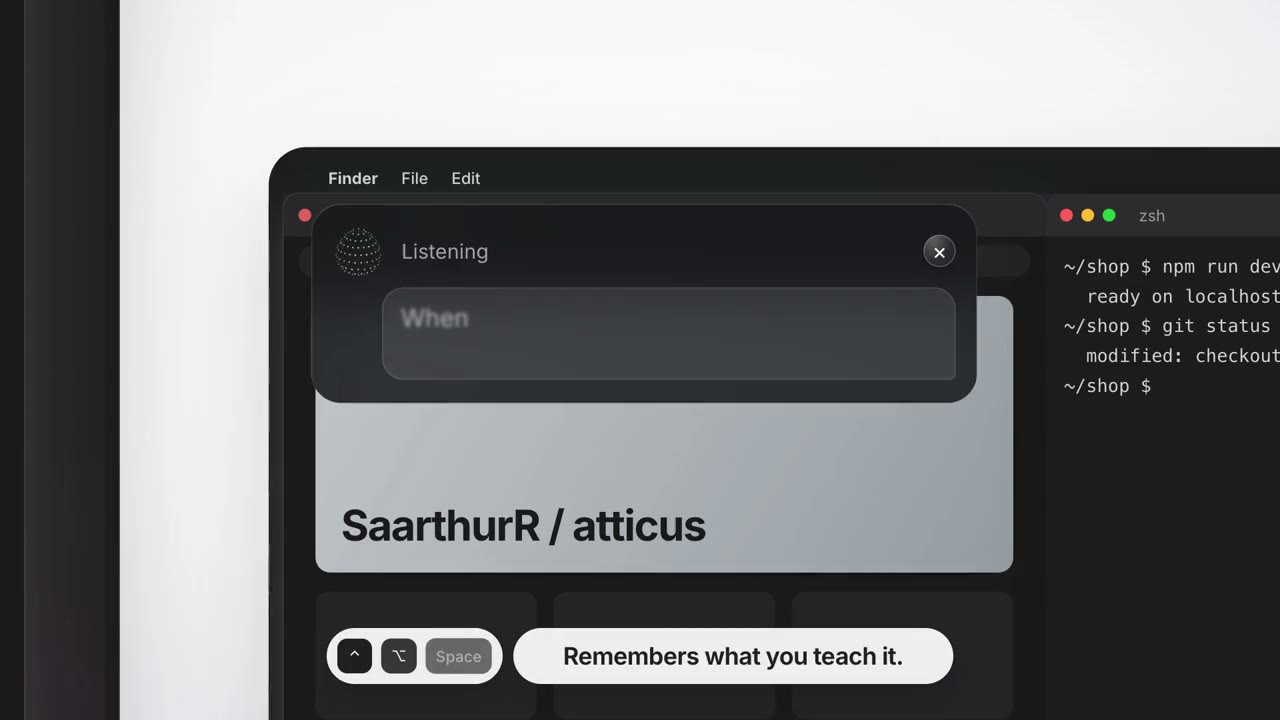 Finder File Edit
zsh
Listening
When
~/shop $ npm run dev
ready on localhost
~/shop $ git status
modified: checkout
~/shop $
SaarthurR / atticus
^ ⌥ Space
Remembers what you teach it.